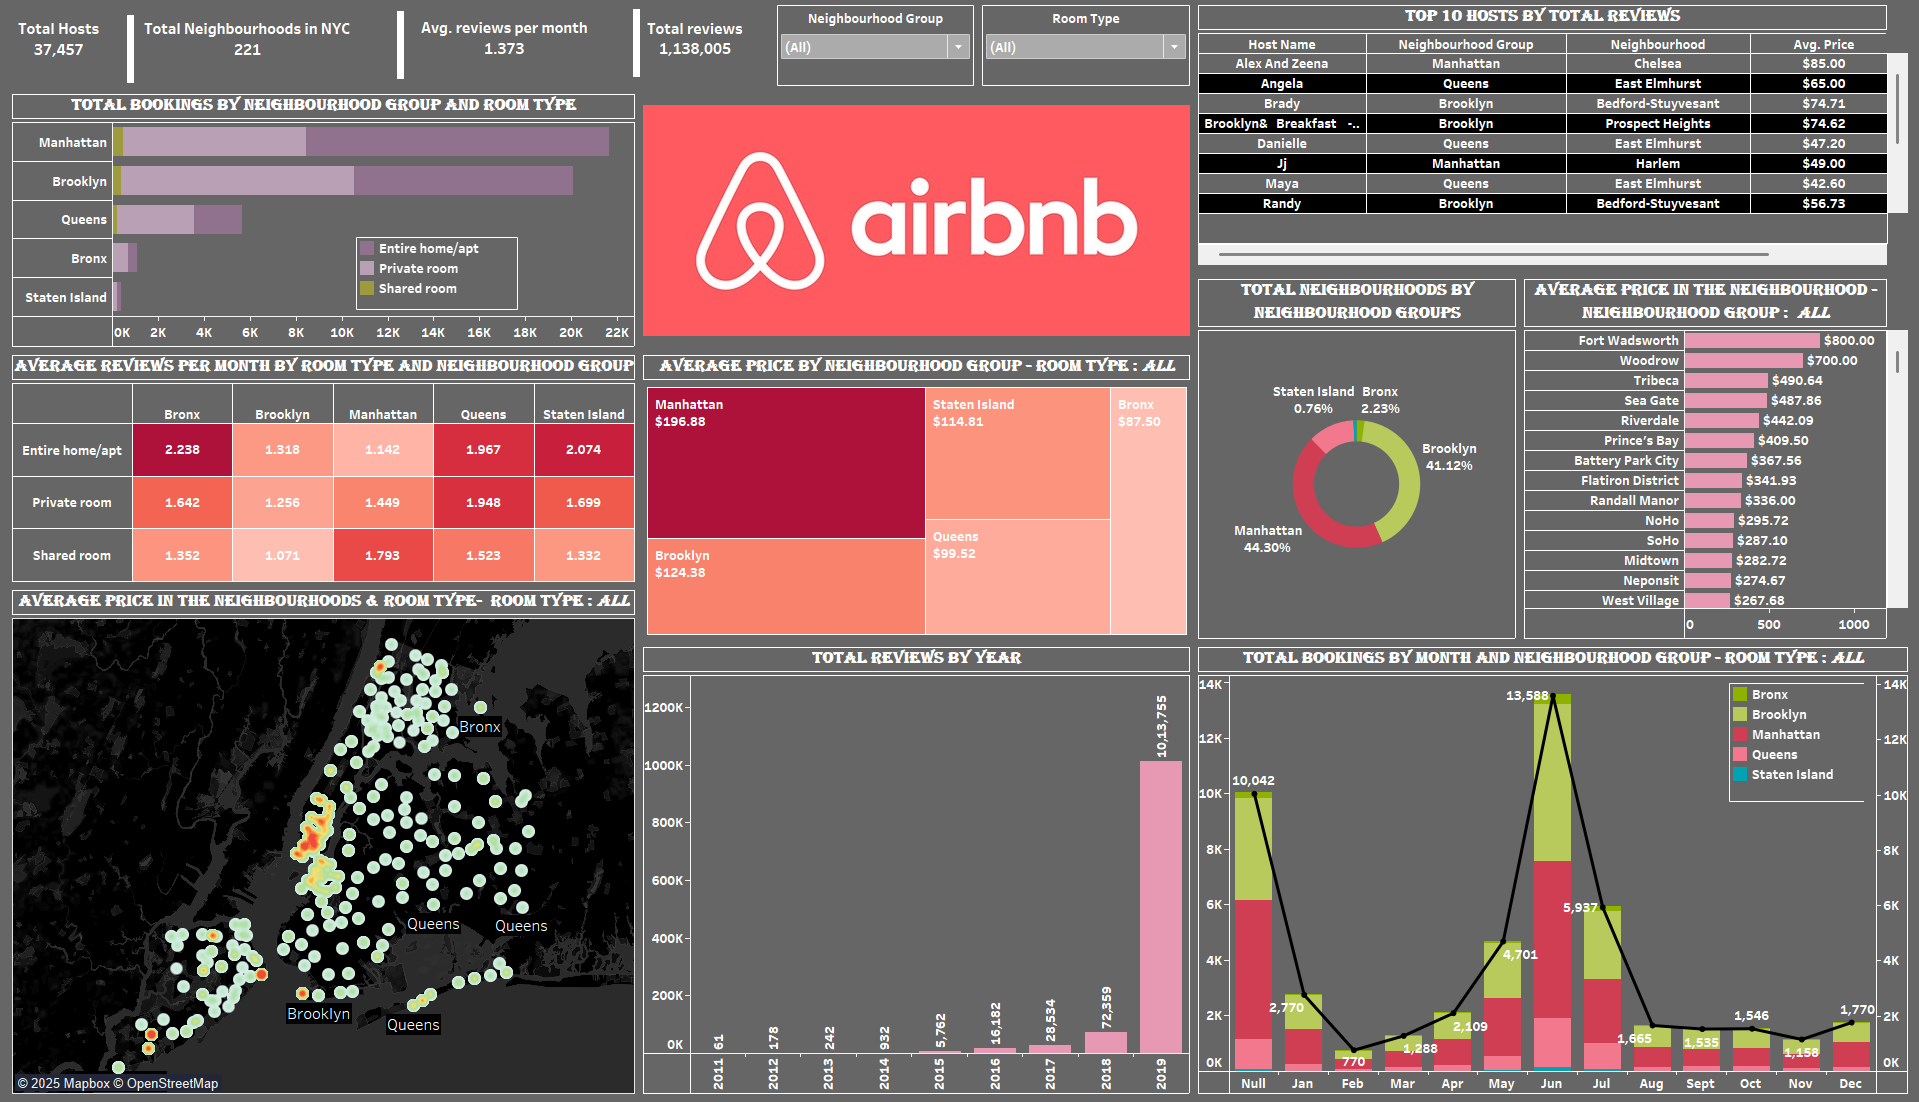 Total Hosts
37,457
Total Neighbourhoods in NYC
221
Avg. reviews per month
1.373
Total reviews
1,138,005
Neighbourhood Group
(All)
Room Type
(All)
TOP 10 HOSTS BY TOTAL REVIEWS
Host Name Neighbourhood Group Neighbourhood Avg. Price
Alex And Zeena Manhattan Chelsea $85.00
Angela Queens East Elmhurst $65.00
Brady Brooklyn Bedford-Stuyvesant $74.71
Brooklyn& Breakfast -.. Brooklyn Prospect Heights $74.62
Danielle Queens East Elmhurst $47.20
Jj Manhattan Harlem $49.00
Maya Queens East Elmhurst $42.60
Randy Brooklyn Bedford-Stuyvesant $56.73
TOTAL BOOKINGS BY NEIGHBOURHOOD GROUP AND ROOM TYPE
Manhattan
Brooklyn
Queens
Bronx
Staten Island
Entire home/apt
Private room
Shared room
0K 2K 4K 6K 8K 10K 12K 14K 16K 18K 20K 22K
airbnb
TOTAL NEIGHBOURHOODS BY
NEIGHBOURHOOD GROUPS
Staten Island
0.76%
Bronx
2.23%
Brooklyn
41.12%
Manhattan
44.30%
AVERAGE PRICE IN THE NEIGHBOURHOOD -
NEIGHBOURHOOD GROUP : ALL
Fort Wadsworth $800.00
Woodrow $700.00
Tribeca $490.64
Sea Gate $487.86
Riverdale $442.09
Prince's Bay $409.50
Battery Park City $367.56
Flatiron District $341.93
Randall Manor $336.00
NoHo $295.72
SoHo $287.10
Midtown $282.72
Neponsit $274.67
West Village $267.68
0 500 1000
AVERAGE REVIEWS PER MONTH BY ROOM TYPE AND NEIGHBOURHOOD GROUP
Bronx Brooklyn Manhattan Queens Staten Island
Entire home/apt 2.238 1.318 1.142 1.967 2.074
Private room 1.642 1.256 1.449 1.948 1.699
Shared room 1.352 1.071 1.793 1.523 1.332
AVERAGE PRICE BY NEIGHBOURHOOD GROUP - ROOM TYPE : ALL
Manhattan
$196.88
Staten Island
$114.81
Bronx
$87.50
Brooklyn
$124.38
Queens
$99.52
AVERAGE PRICE IN THE NEIGHBOURHOODS & ROOM TYPE- ROOM TYPE : ALL
Bronx
Queens
Queens
Brooklyn
Queens
© 2025 Mapbox © OpenStreetMap
TOTAL REVIEWS BY YEAR
1200K
1000K
800K
600K
400K
200K
0K
61
178
242
932
5,762
16,182
28,534
72,359
10,13,755
2011 2012 2013 2014 2015 2016 2017 2018 2019
TOTAL BOOKINGS BY MONTH AND NEIGHBOURHOOD GROUP - ROOM TYPE : ALL
14K 14K
12K 12K
10K 10K
8K 8K
6K 6K
4K 4K
2K 2K
0K 0K
10,042
2,770
770
1,288
2,109
4,701
13,588
5,937
1,665
1,535
1,546
1,158
1,770
Bronx
Brooklyn
Manhattan
Queens
Staten Island
Null Jan Feb Mar Apr May Jun Jul Aug Sept Oct Nov Dec